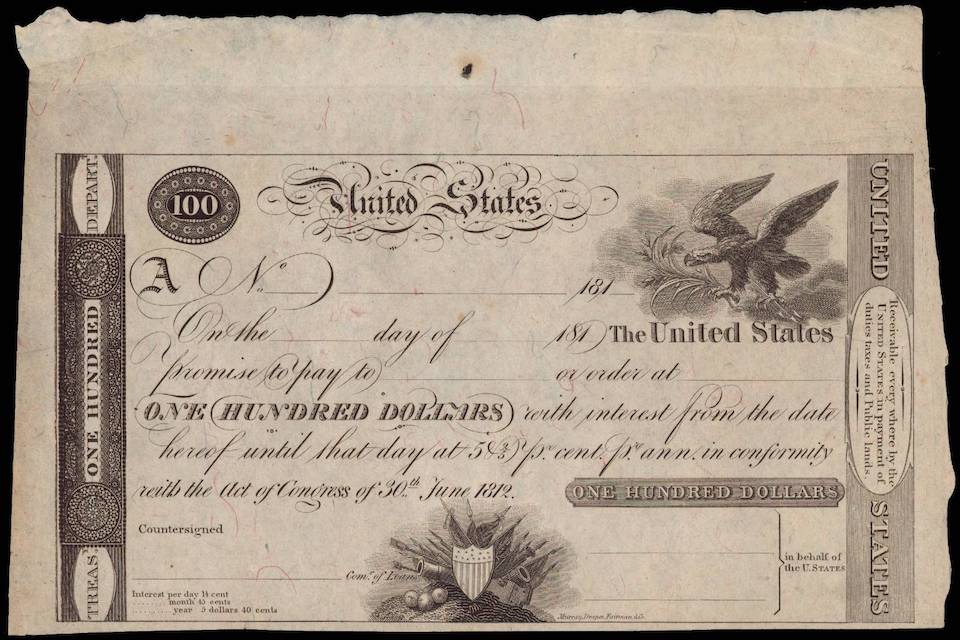 DEPART.
ONE HUNDRED
TREAS.
100
United States
A No. 181
On the day of 181 The United States
Promise to pay to or order at
ONE HUNDRED DOLLARS with interest from the date
hereof until that day at 5⅖ pr. cent. pr. ann. in conformity
with the Act of Congress of 30.th June 1812.
ONE HUNDRED DOLLARS
Countersigned
Comr. of Loans
in behalf of
the U. STATES
Interest per day 1½ cent
month 45 cents
year 5 dollars 40 cents
Murray, Draper, Fairman & Co.
UNITED STATES
Receivable every where by the
UNITED STATES in payment of
duties taxes and Public lands.